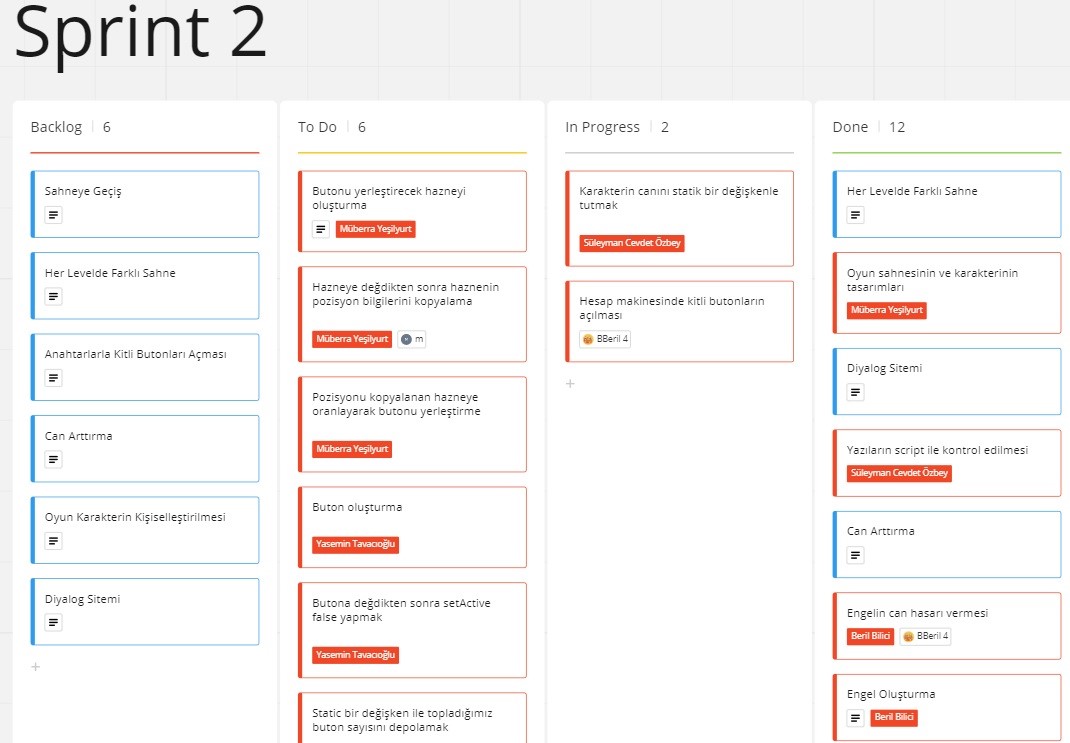 Sprint 2
Backlog 6
Sahneye Geçiş
Her Levelde Farklı Sahne
Anahtarlarla Kitli Butonları Açması
Can Arttırma
Oyun Karakterin Kişiselleştirilmesi
Diyalog Sitemi
+
To Do 6
Butonu yerleştirecek hazneyi
oluşturma
Müberra Yeşilyurt
Hazneye değdikten sonra haznenin
pozisyon bilgilerini kopyalama
Müberra Yeşilyurt m
Pozisyonu kopyalanan hazneye
oranlayarak butonu yerleştirme
Müberra Yeşilyurt
Buton oluşturma
Yasemin Tavacıoğlu
Butona değdikten sonra setActive
false yapmak
Yasemin Tavacıoğlu
Static bir değişken ile topladığımız
buton sayısını depolamak
In Progress 2
Karakterin canını statik bir değişkenle
tutmak
Süleyman Cevdet Özbey
Hesap makinesinde kitli butonların
açılması
BBeril 4
+
Done 12
Her Levelde Farklı Sahne
Oyun sahnesinin ve karakterinin
tasarımları
Müberra Yeşilyurt
Diyalog Sitemi
Yazıların script ile kontrol edilmesi
Süleyman Cevdet Özbey
Can Arttırma
Engelin can hasarı vermesi
Beril Bilici BBeril 4
Engel Oluşturma
Beril Bilici